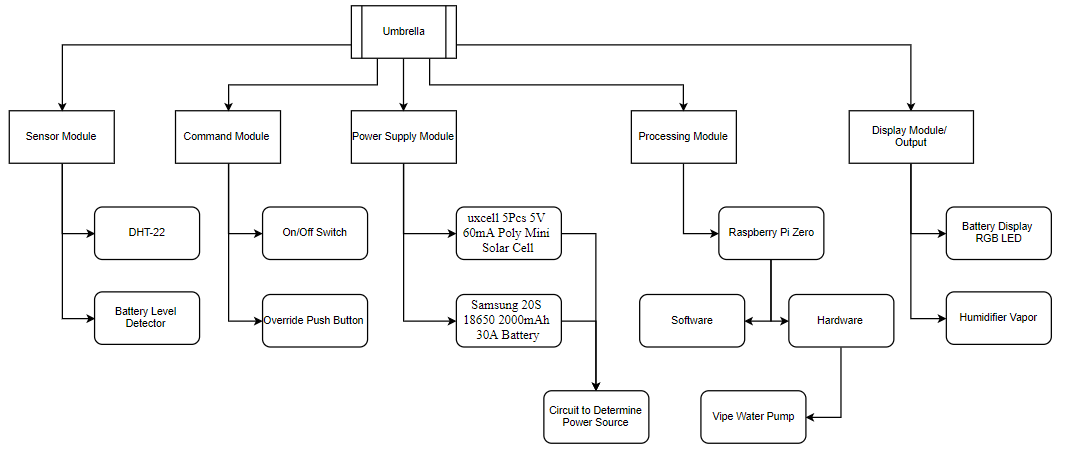 Umbrella
Sensor Module
Command Module
Power Supply Module
Processing Module
Display Module/
Output
DHT-22
On/Off Switch
uxcell 5Pcs 5V
60mA Poly Mini
Solar Cell
Raspberry Pi Zero
Battery Display
RGB LED
Battery Level
Detector
Override Push Button
Samsung 20S
18650 2000mAh
30A Battery
Software
Hardware
Humidifier Vapor
Circuit to Determine
Power Source
Vipe Water Pump